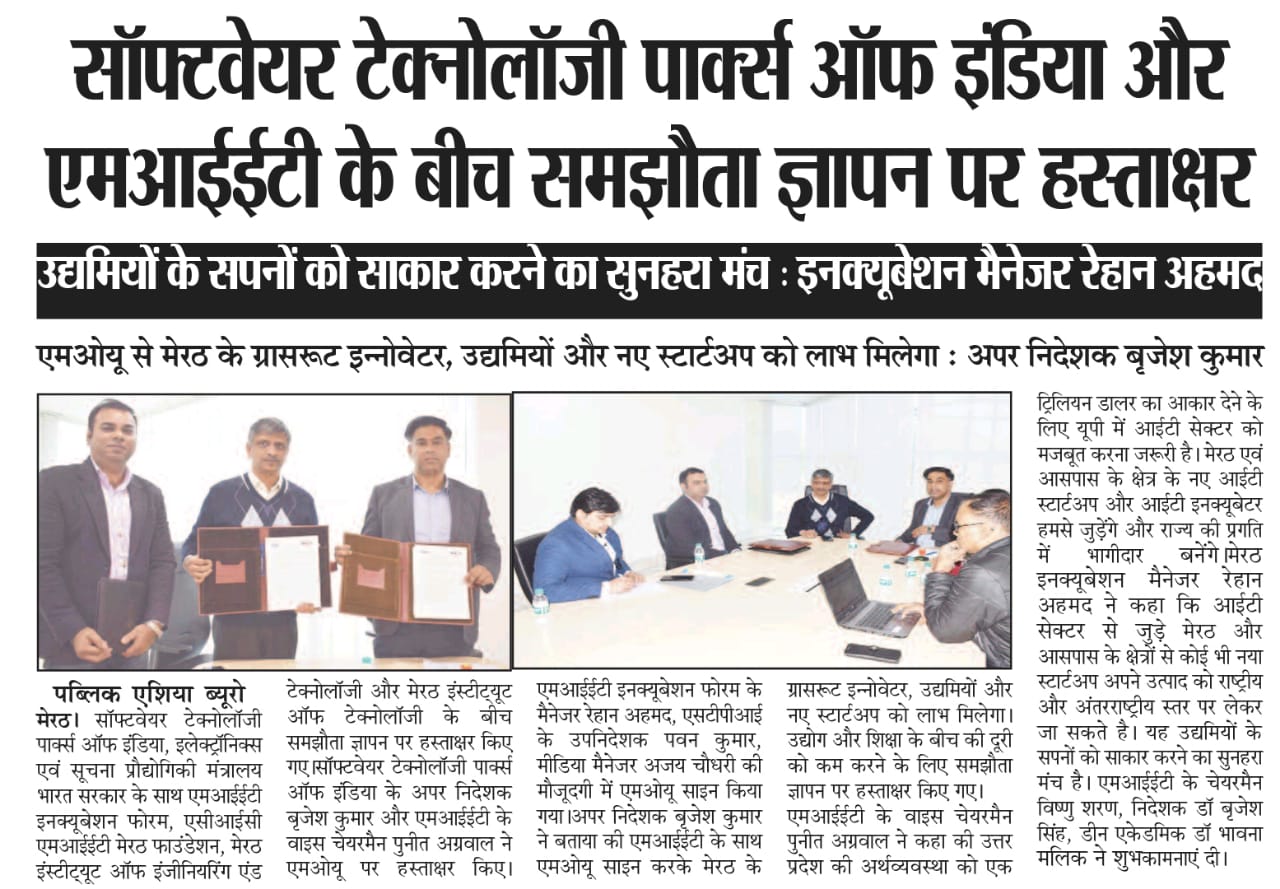 सॉफ्टवेयर टेक्नोलॉजी पार्क्स ऑफ इंडिया और
एमआईईटी के बीच समझौता ज्ञापन पर हस्ताक्षर
उद्यमियों के सपनों को साकार करने का सुनहरा मंच : इनक्यूबेशन मैनेजर रेहान अहमद
एमओयू से मेरठ के ग्रासरूट इन्नोवेटर, उद्यमियों और नए स्टार्टअप को लाभ मिलेगा : अपर निदेशक बृजेश कुमार
पब्लिक एशिया ब्यूरो
मेरठ। सॉफ्टवेयर टेक्नोलॉजी
पार्क्स ऑफ इंडिया, इलेक्ट्रॉनिक्स
एवं सूचना प्रौद्योगिकी मंत्रालय
भारत सरकार के साथ एमआईईटी
इनक्यूबेशन फोरम, एसीआईसी
एमआईईटी मेरठ फाउंडेशन, मेरठ
इंस्टीट्यूट ऑफ इंजीनियरिंग एंड
टेक्नोलॉजी और मेरठ इंस्टीट्यूट
ऑफ टेक्नोलॉजी के बीच
समझौता ज्ञापन पर हस्ताक्षर किए
गए।सॉफ्टवेयर टेक्नोलॉजी पार्क्स
ऑफ इंडिया के अपर निदेशक
बृजेश कुमार और एमआईईटी के
वाइस चेयरमैन पुनीत अग्रवाल ने
एमओयू पर हस्ताक्षर किए।
एमआईईटी इनक्यूबेशन फोरम के
मैनेजर रेहान अहमद, एसटीपीआई
के उपनिदेशक पवन कुमार,
मीडिया मैनेजर अजय चौधरी की
मौजूदगी में एमओयू साइन किया
गया।अपर निदेशक बृजेश कुमार
ने बताया की एमआईईटी के साथ
एमओयू साइन करके मेरठ के
ग्रासरूट इन्नोवेटर, उद्यमियों और
नए स्टार्टअप को लाभ मिलेगा।
उद्योग और शिक्षा के बीच की दूरी
को कम करने के लिए समझौता
ज्ञापन पर हस्ताक्षर किए गए।
एमआईईटी के वाइस चेयरमैन
पुनीत अग्रवाल ने कहा की उत्तर
प्रदेश की अर्थव्यवस्था को एक
ट्रिलियन डालर का आकार देने के
लिए यूपी में आईटी सेक्टर को
मजबूत करना जरूरी है। मेरठ एवं
आसपास के क्षेत्र के नए आईटी
स्टार्टअप और आईटी इनक्यूबेटर
हमसे जुड़ेंगे और राज्य की प्रगति
में भागीदार बनेंगे।मेरठ
इनक्यूबेशन मैनेजर रेहान
अहमद ने कहा कि आईटी
सेक्टर से जुड़े मेरठ और
आसपास के क्षेत्रों से कोई भी नया
स्टार्टअप अपने उत्पाद को राष्ट्रीय
और अंतरराष्ट्रीय स्तर पर लेकर
जा सकते है। यह उद्यमियों के
सपनों को साकार करने का सुनहरा
मंच है। एमआईईटी के चेयरमैन
विष्णु शरण, निदेशक डॉ बृजेश
सिंह, डीन एकेडमिक डॉ भावना
मलिक ने शुभकामनाएं दी।